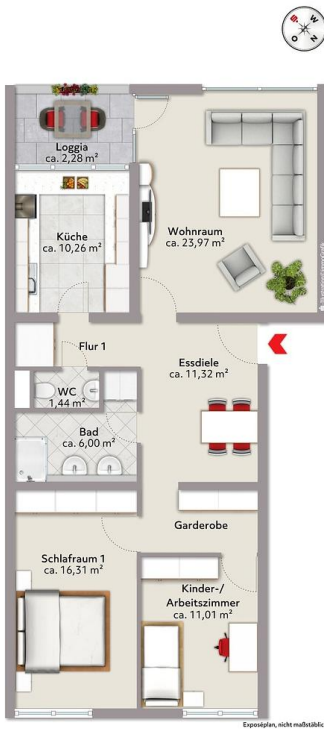 S
W
N
O
Loggia
ca. 2,28 m²
Küche
ca. 10,26 m²
Wohnraum
ca. 23,97 m²
Flur 1
Essdiele
ca. 11,32 m²
WC
1,44 m²
Bad
ca. 6,00 m²
Garderobe
Schlafraum 1
ca. 16,31 m²
Kinder-/
Arbeitszimmer
ca. 11,01 m²
Exposéplan, nicht maßstäblic